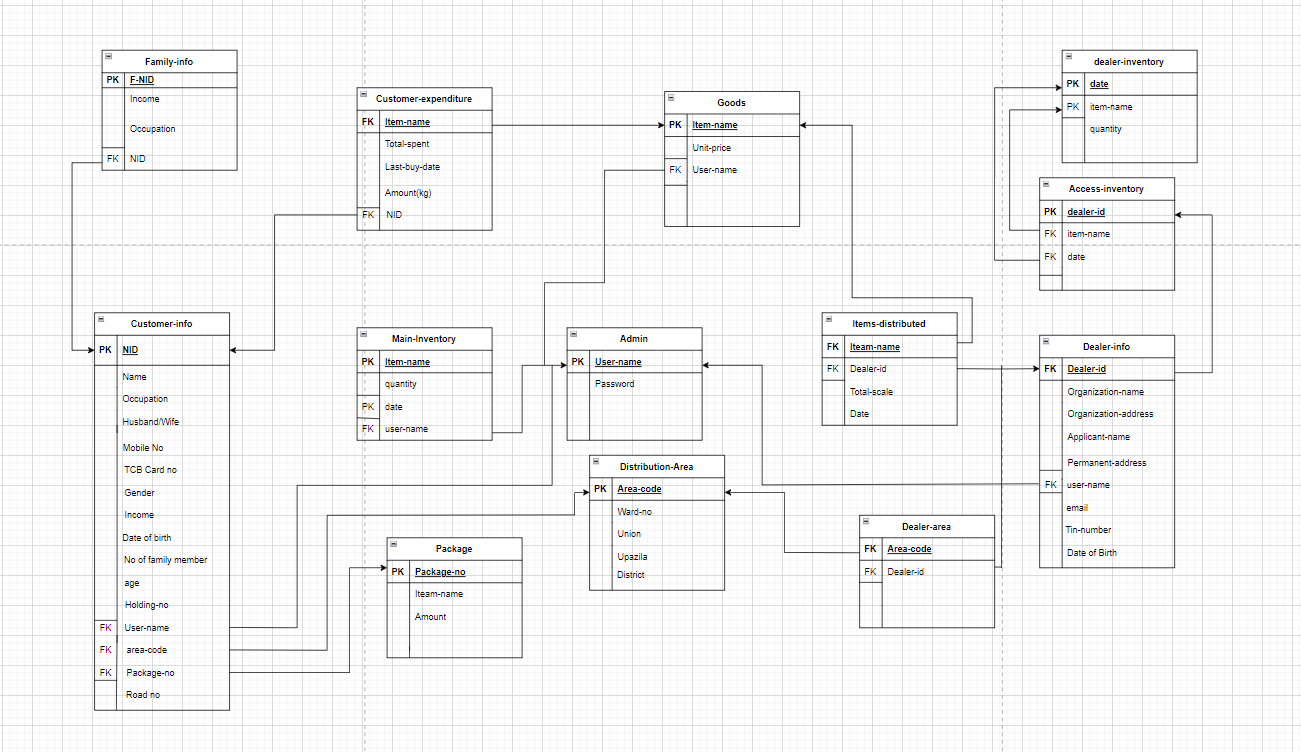 Family-info
PK F-NID
Income
Occupation
FK NID
Customer-expenditure
FK Item-name
Total-spent
Last-buy-date
Amount(kg)
FK NID
Goods
PK Item-name
Unit-price
FK User-name
dealer-inventory
PK date
PK item-name
quantity
Access-inventory
PK dealer-id
FK item-name
FK date
Customer-info
PK NID
Name
Occupation
Husband/Wife
Mobile No
TCB Card no
Gender
Income
Date of birth
No of family member
age
Holding-no
FK User-name
FK area-code
FK Package-no
Road no
Main-Inventory
PK Item-name
quantity
PK date
FK user-name
Admin
PK User-name
Password
Items-distributed
FK Iteam-name
FK Dealer-id
Total-scale
Date
Dealer-info
FK Dealer-id
Organization-name
Organization-address
Applicant-name
Permanent-address
FK user-name
email
Tin-number
Date of Birth
Distribution-Area
PK Area-code
Ward-no
Union
Upazila
District
Package
PK Package-no
Iteam-name
Amount
Dealer-area
FK Area-code
FK Dealer-id